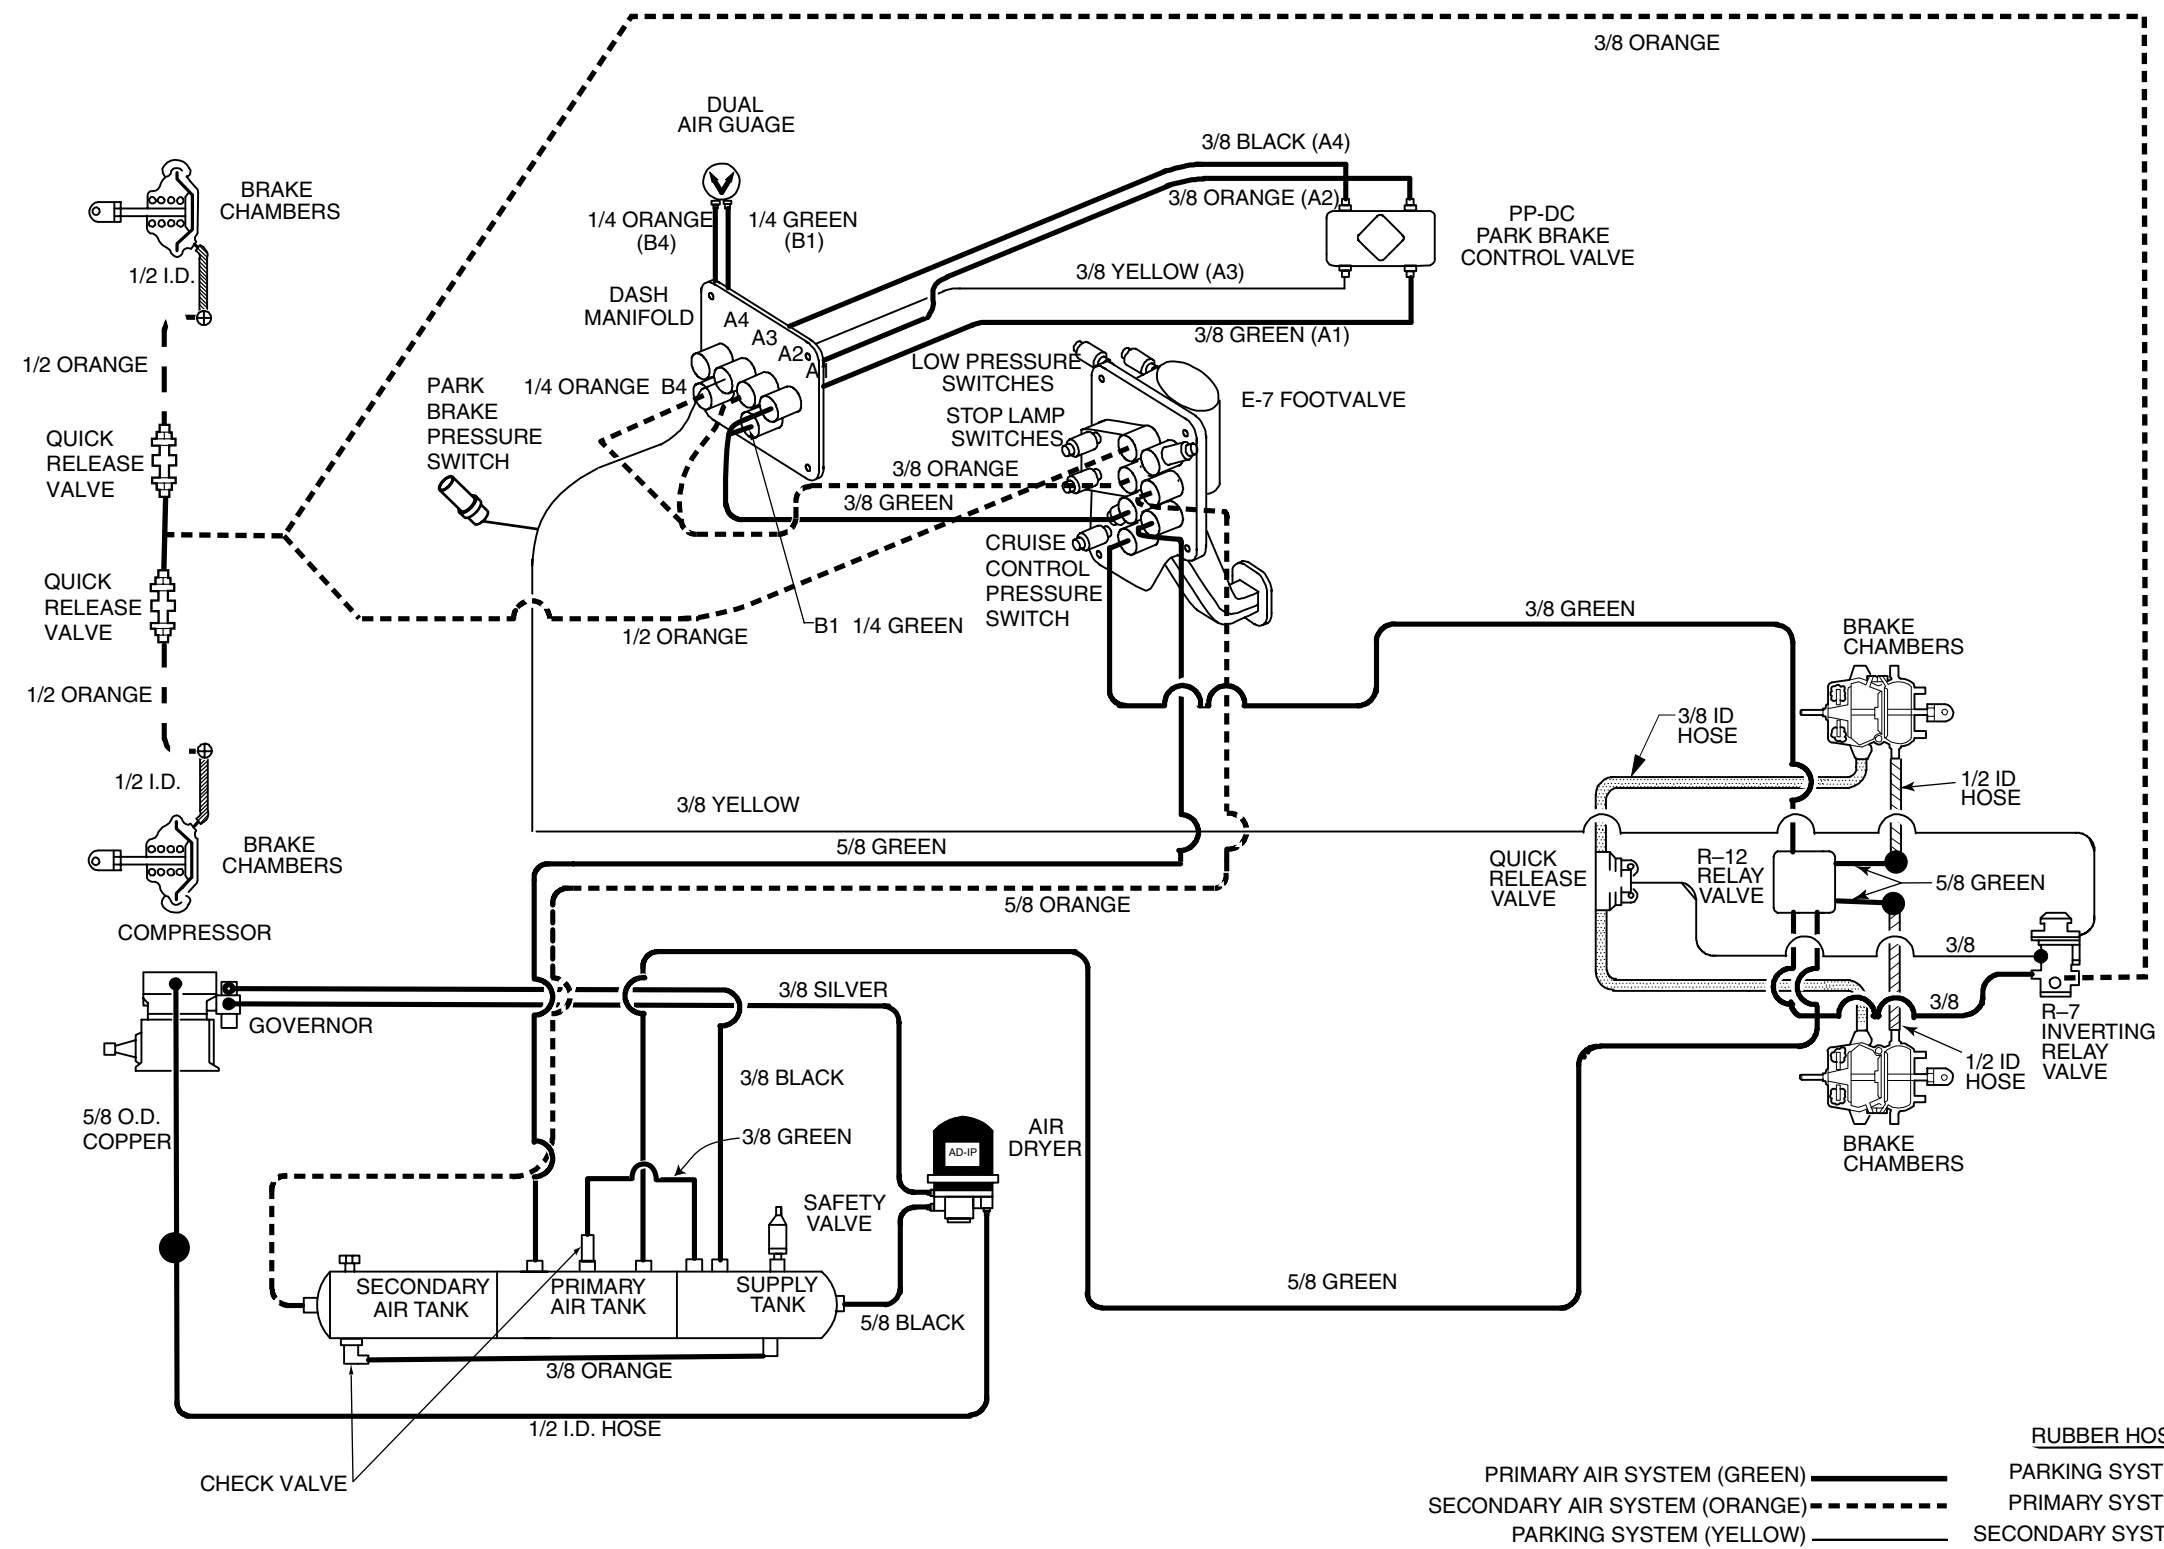 3/8 ORANGE
DUAL
AIR GUAGE
3/8 BLACK (A4)
BRAKE
CHAMBERS
3/8 ORANGE (A2)
1/4 ORANGE
(B4)
1/4 GREEN
(B1)
PP-DC
PARK BRAKE
CONTROL VALVE
1/2 I.D.
3/8 YELLOW (A3)
DASH
MANIFOLD
A4
A3
A2
A1
3/8 GREEN (A1)
1/2 ORANGE
LOW PRESSURE
SWITCHES
PARK
BRAKE
PRESSURE
SWITCH
1/4 ORANGE B4
E-7 FOOTVALVE
STOP LAMP
SWITCHES
QUICK
RELEASE
VALVE
3/8 ORANGE
3/8 GREEN
CRUISE
CONTROL
PRESSURE
SWITCH
QUICK
RELEASE
VALVE
1/2 ORANGE
B1 1/4 GREEN
3/8 GREEN
BRAKE
CHAMBERS
1/2 ORANGE
3/8 ID
HOSE
1/2 I.D.
1/2 ID
HOSE
3/8 YELLOW
5/8 GREEN
BRAKE
CHAMBERS
QUICK
RELEASE
VALVE
R–12
RELAY
VALVE
5/8 GREEN
5/8 ORANGE
COMPRESSOR
3/8
3/8 SILVER
3/8
GOVERNOR
R–7
INVERTING
RELAY
VALVE
1/2 ID
HOSE
3/8 BLACK
5/8 O.D.
COPPER
3/8 GREEN
AIR
DRYER
AD-IP
BRAKE
CHAMBERS
SAFETY
VALVE
SECONDARY
AIR TANK
PRIMARY
AIR TANK
SUPPLY
TANK
5/8 GREEN
5/8 BLACK
3/8 ORANGE
1/2 I.D. HOSE
CHECK VALVE
RUBBER HOS
PRIMARY AIR SYSTEM (GREEN)
PARKING SYST
SECONDARY AIR SYSTEM (ORANGE)
PRIMARY SYST
PARKING SYSTEM (YELLOW)
SECONDARY SYST